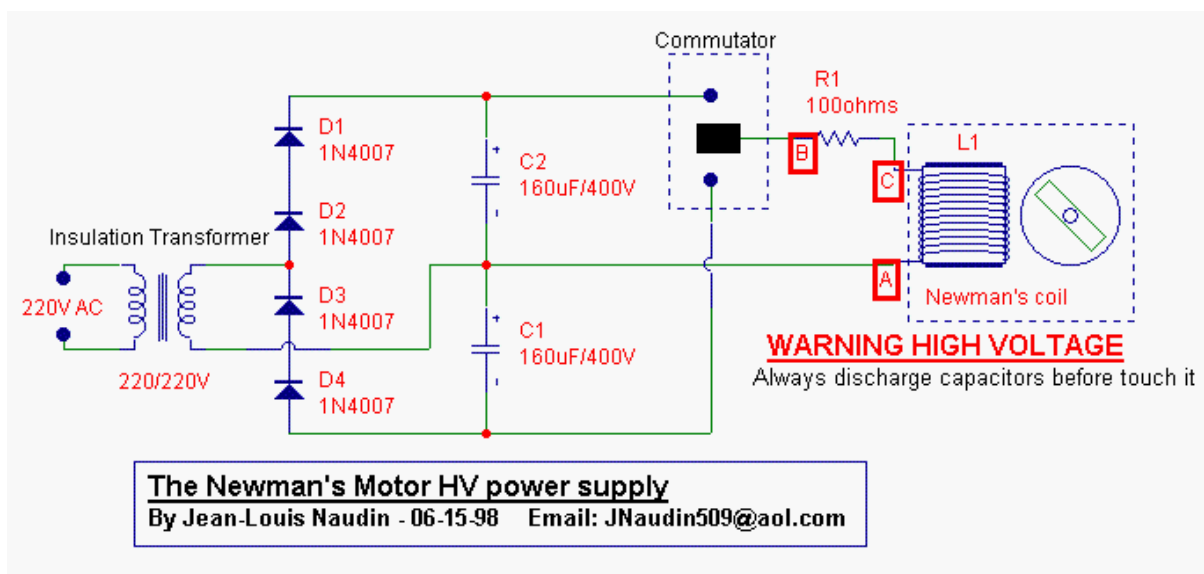 Commutator
R1
100ohms
D1
1N4007
C2
160uF/400V
B
L1
C
D2
1N4007
Insulation Transformer
220V AC
D3
1N4007
A
Newman's coil
C1
160uF/400V
WARNING HIGH VOLTAGE
Always discharge capacitors before touch it
220/220V
D4
1N4007
+
-
+
-
The Newman's Motor HV power supply
By Jean-Louis Naudin - 06-15-98 Email: JNaudin509@aol.com